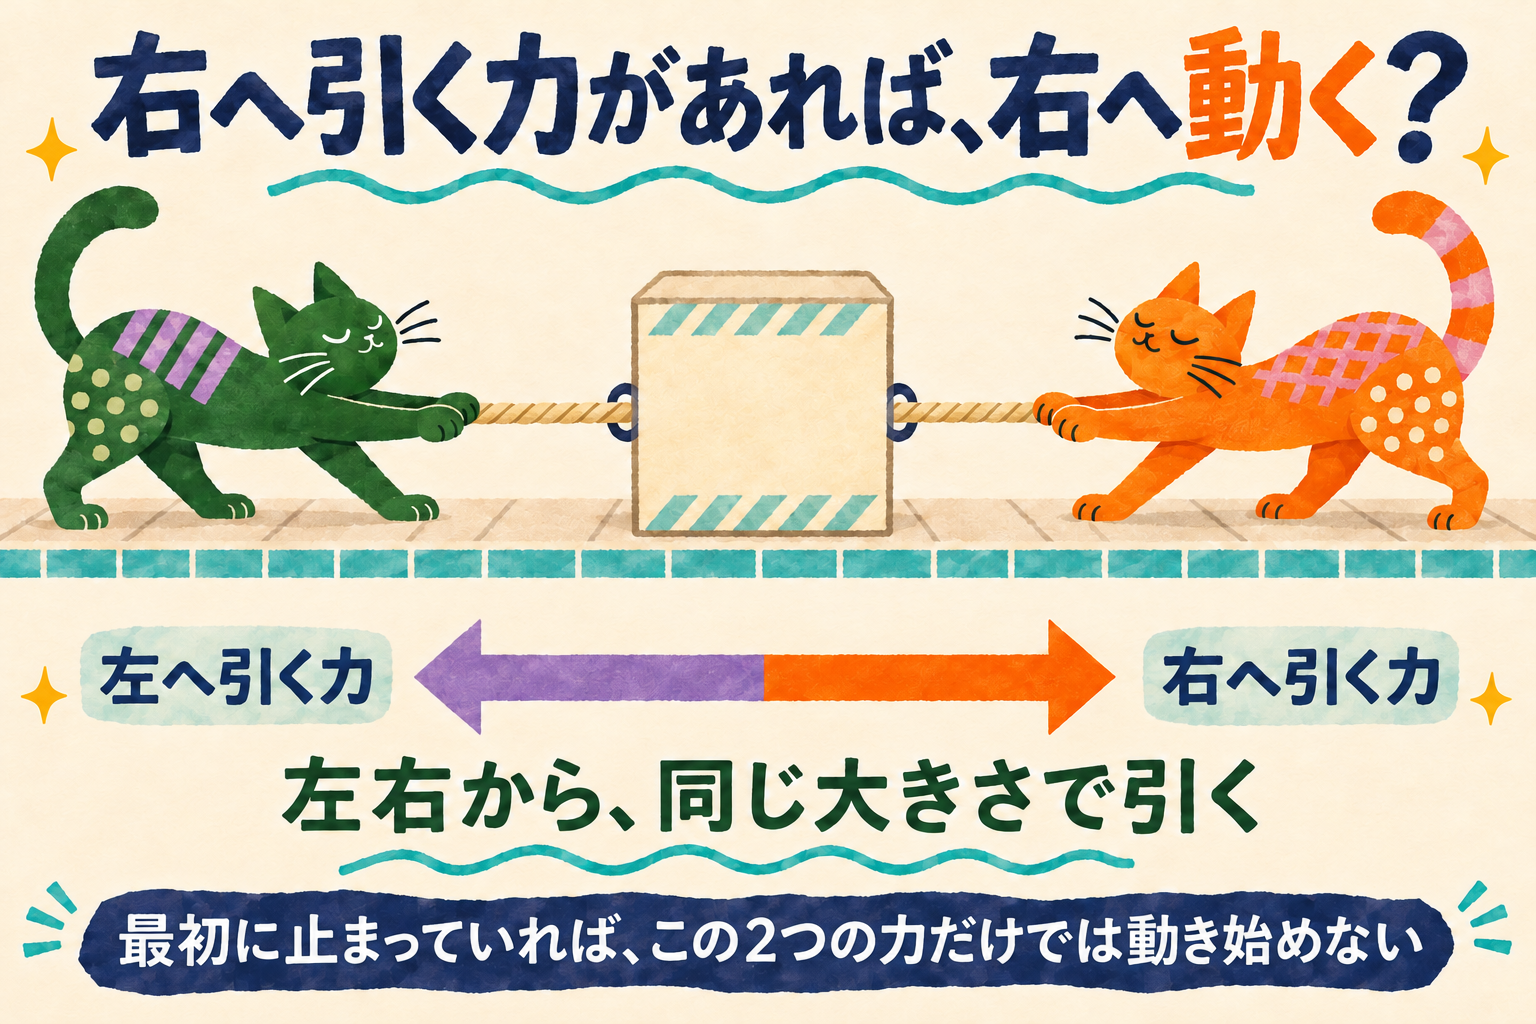 右へ引く力があれば、右へ動く?
左へ引く力
右へ引く力
左右から、同じ大きさで引く
最初に止まっていれば、この2つの力だけでは動き始めない